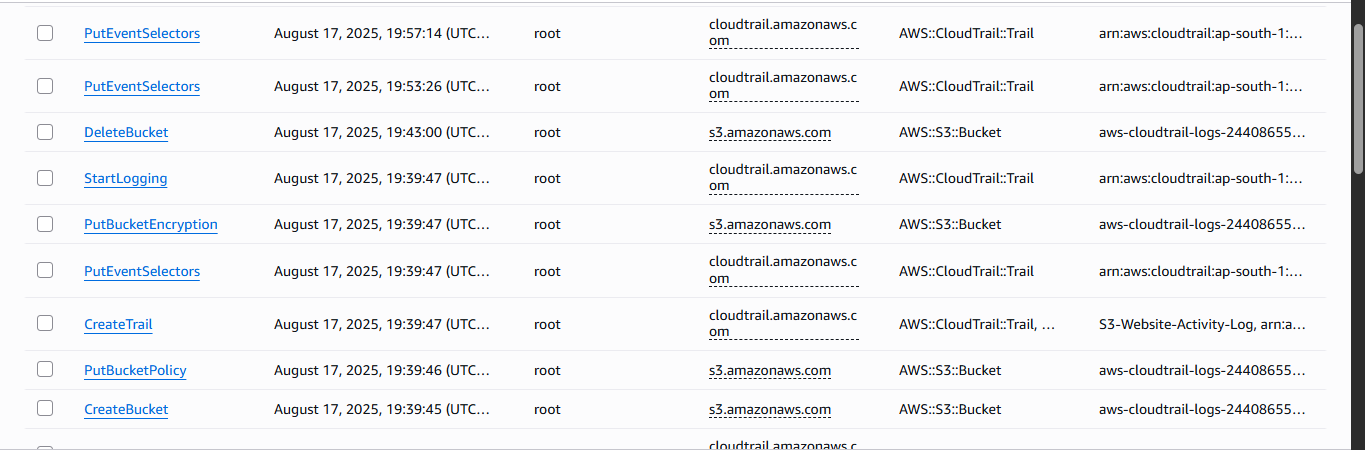 PutEventSelectors August 17, 2025, 19:57:14 (UTC… root cloudtrail.amazonaws.c AWS::CloudTrail::Trail arn:aws:cloudtrail:ap-south-1:…
om
PutEventSelectors August 17, 2025, 19:53:26 (UTC… root cloudtrail.amazonaws.c AWS::CloudTrail::Trail arn:aws:cloudtrail:ap-south-1:…
om
DeleteBucket August 17, 2025, 19:43:00 (UTC… root s3.amazonaws.com AWS::S3::Bucket aws-cloudtrail-logs-24408655…
StartLogging August 17, 2025, 19:39:47 (UTC… root cloudtrail.amazonaws.c AWS::CloudTrail::Trail arn:aws:cloudtrail:ap-south-1:…
om
PutBucketEncryption August 17, 2025, 19:39:47 (UTC… root s3.amazonaws.com AWS::S3::Bucket aws-cloudtrail-logs-24408655…
PutEventSelectors August 17, 2025, 19:39:47 (UTC… root cloudtrail.amazonaws.c AWS::CloudTrail::Trail arn:aws:cloudtrail:ap-south-1:…
om
CreateTrail August 17, 2025, 19:39:47 (UTC… root cloudtrail.amazonaws.c AWS::CloudTrail::Trail, … S3-Website-Activity-Log, arn:a…
om
PutBucketPolicy August 17, 2025, 19:39:46 (UTC… root s3.amazonaws.com AWS::S3::Bucket aws-cloudtrail-logs-24408655…
CreateBucket August 17, 2025, 19:39:45 (UTC… root s3.amazonaws.com AWS::S3::Bucket aws-cloudtrail-logs-24408655…
cloudtrail.amazonaws.c